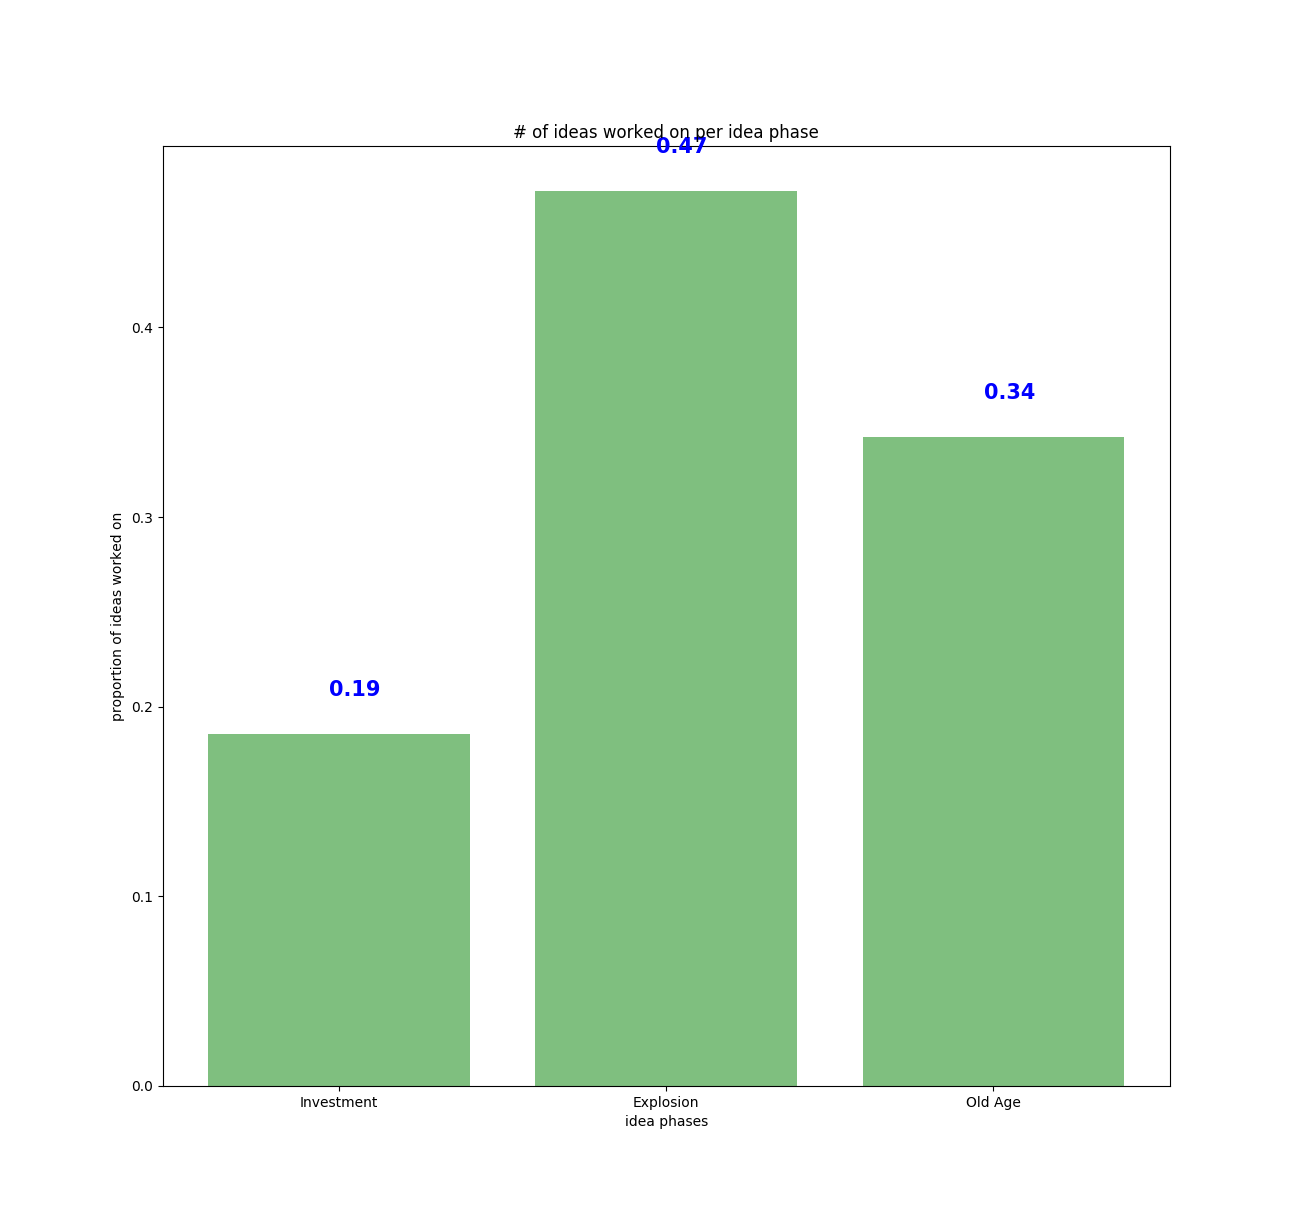 # of ideas worked on per idea phase
0.47
0.4
0.34
0.3
proportion of ideas worked on
0.2
0.19
0.1
0.0
Investment
Explosion
Old Age
idea phases